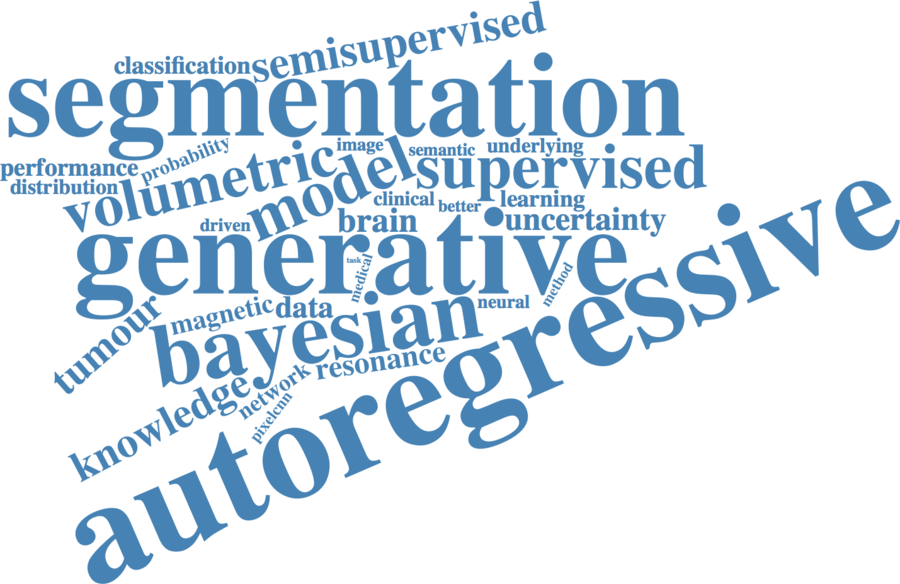 semisupervised
classification
segmentation
probability
image
semantic
underlying
performance
distribution
volumetric
model
supervised
clinical
better
learning
driven
brain
uncertainty
generative
task
medical
method
autoregressive
tumour
magnetic
data
neural
bayesian
resonance
knowledge
network
pixelcnn